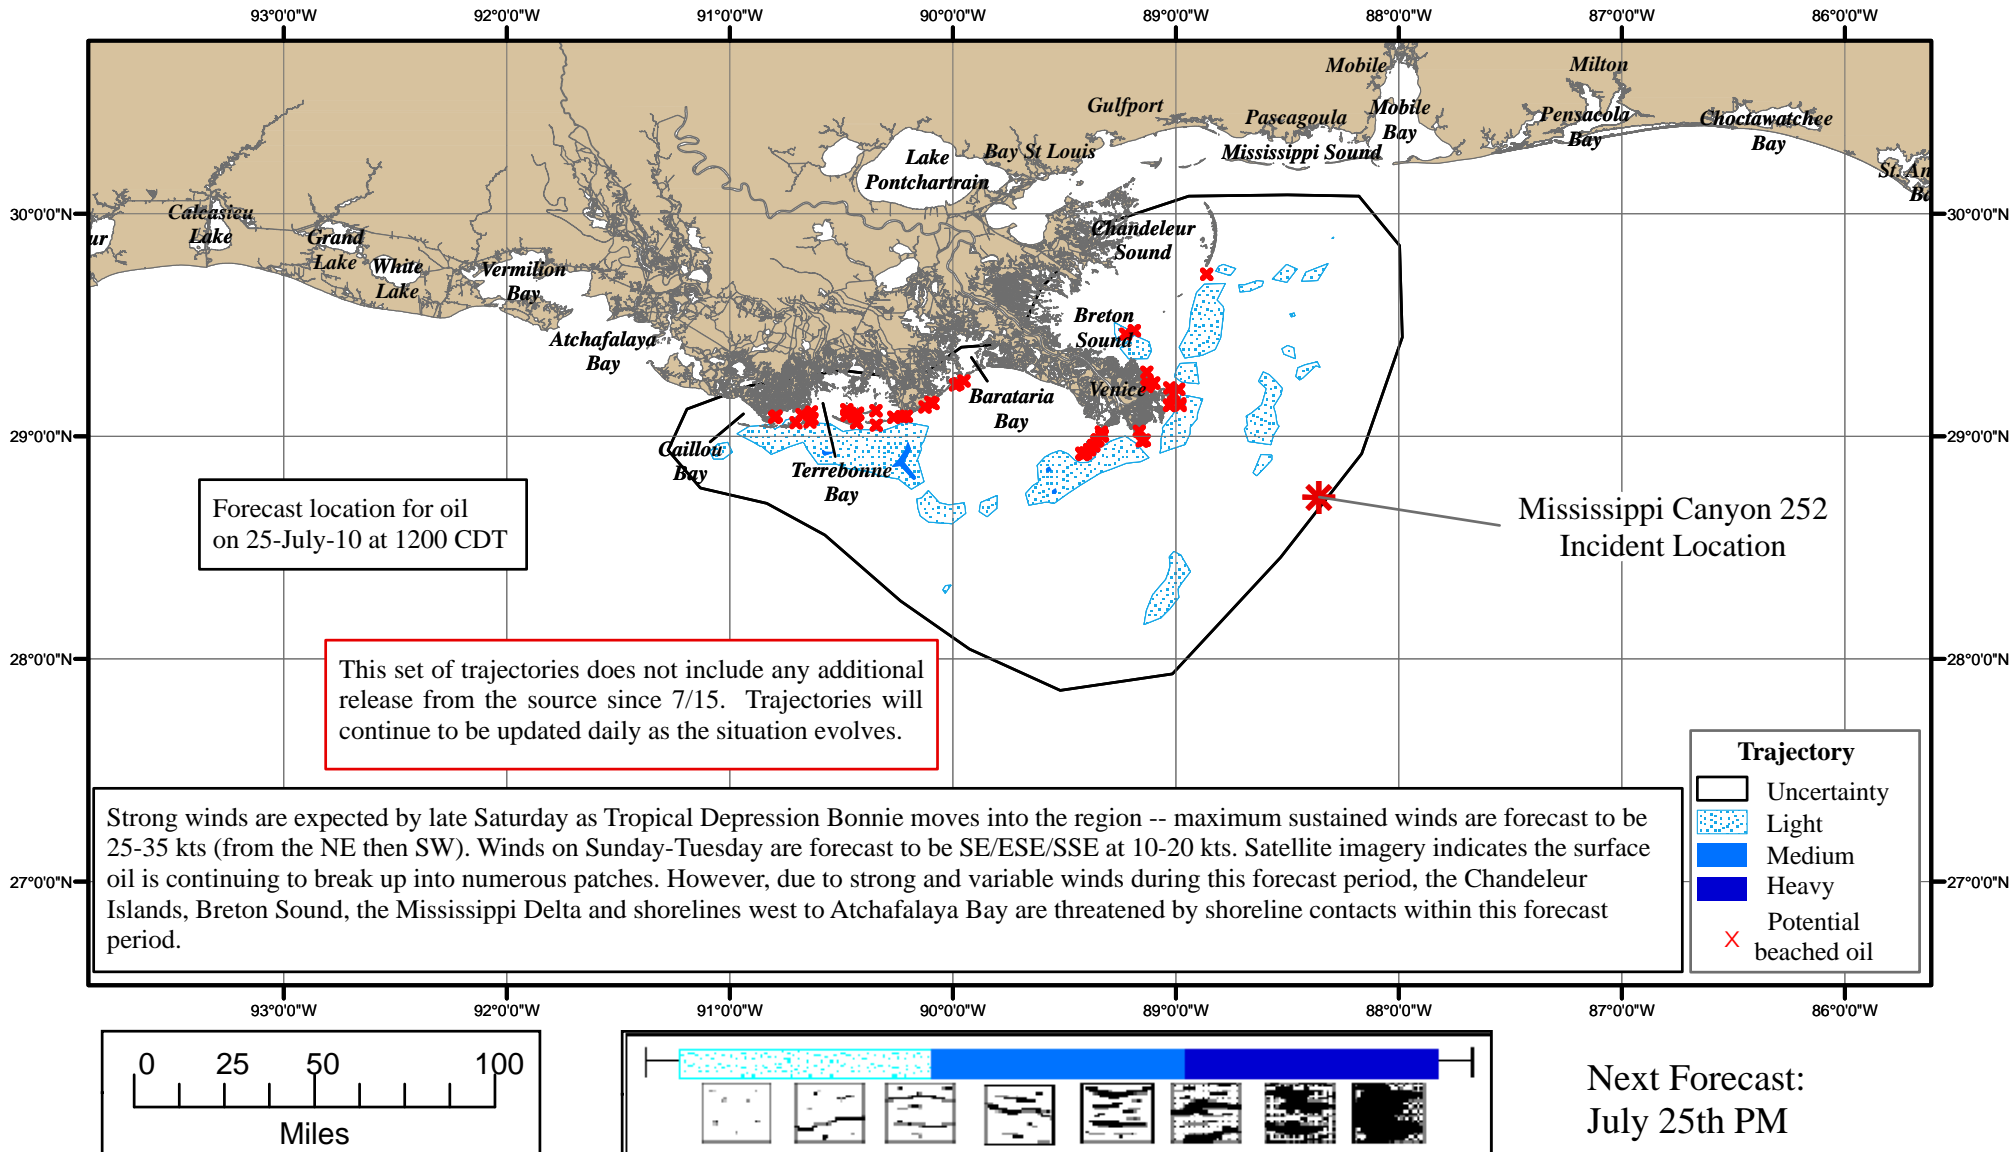 93°0'0"W 92°0'0"W 91°0'0"W 90°0'0"W 89°0'0"W 88°0'0"W 87°0'0"W 86°0'0"W
Mobile
Milton
Gulfport
Pascagoula
Mobile
Bay
Pensacola
Bay
Choctawatchee
Bay
Bay St Louis
Mississippi Sound
Lake
Pontchartrain
St. An
Ba
30°0'0"N
30°0'0"N
Calcasieu
Lake
ur
Grand
Lake
White
Lake
Vermilion
Bay
Chandeleur
Sound
Atchafalaya
Bay
Breton
Sound
Venice
Barataria
Bay
29°0'0"N
29°0'0"N
Caillou
Bay
Terrebonne
Bay
Forecast location for oil
on 25-July-10 at 1200 CDT
Mississippi Canyon 252
Incident Location
28°0'0"N
28°0'0"N
This set of trajectories does not include any additional
release from the source since 7/15. Trajectories will
continue to be updated daily as the situation evolves.
Trajectory
Uncertainty
Light
Medium
Heavy
Potential
beached oil
Strong winds are expected by late Saturday as Tropical Depression Bonnie moves into the region -- maximum sustained winds are forecast to be
25-35 kts (from the NE then SW). Winds on Sunday-Tuesday are forecast to be SE/ESE/SSE at 10-20 kts. Satellite imagery indicates the surface
oil is continuing to break up into numerous patches. However, due to strong and variable winds during this forecast period, the Chandeleur
Islands, Breton Sound, the Mississippi Delta and shorelines west to Atchafalaya Bay are threatened by shoreline contacts within this forecast
period.
27°0'0"N
27°0'0"N
93°0'0"W 92°0'0"W 91°0'0"W 90°0'0"W 89°0'0"W 88°0'0"W 87°0'0"W 86°0'0"W
0 25 50 100
Miles
Next Forecast:
July 25th PM